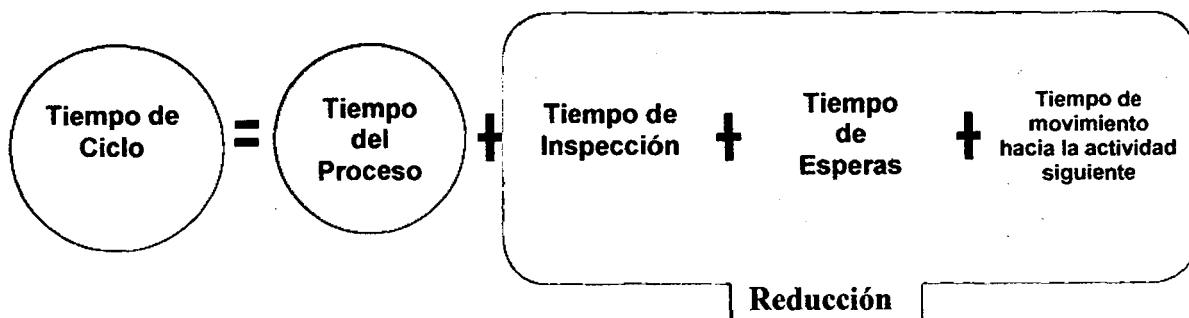 Tiempo de
Ciclo
=
Tiempo
del
Proceso
+
Tiempo de
Inspección
+
Tiempo
de
Esperas
+
Tiempo de
movimiento
hacia la actividad
siguiente
Reducción